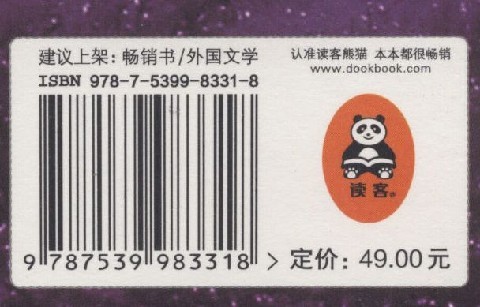 建议上架：畅销书/外国文学
认准读客熊猫 本本都很畅销
ISBN 978-7-5399-8331-8
www.dookbook.com
读客®
9 787539 983318 > 定价：49.00元